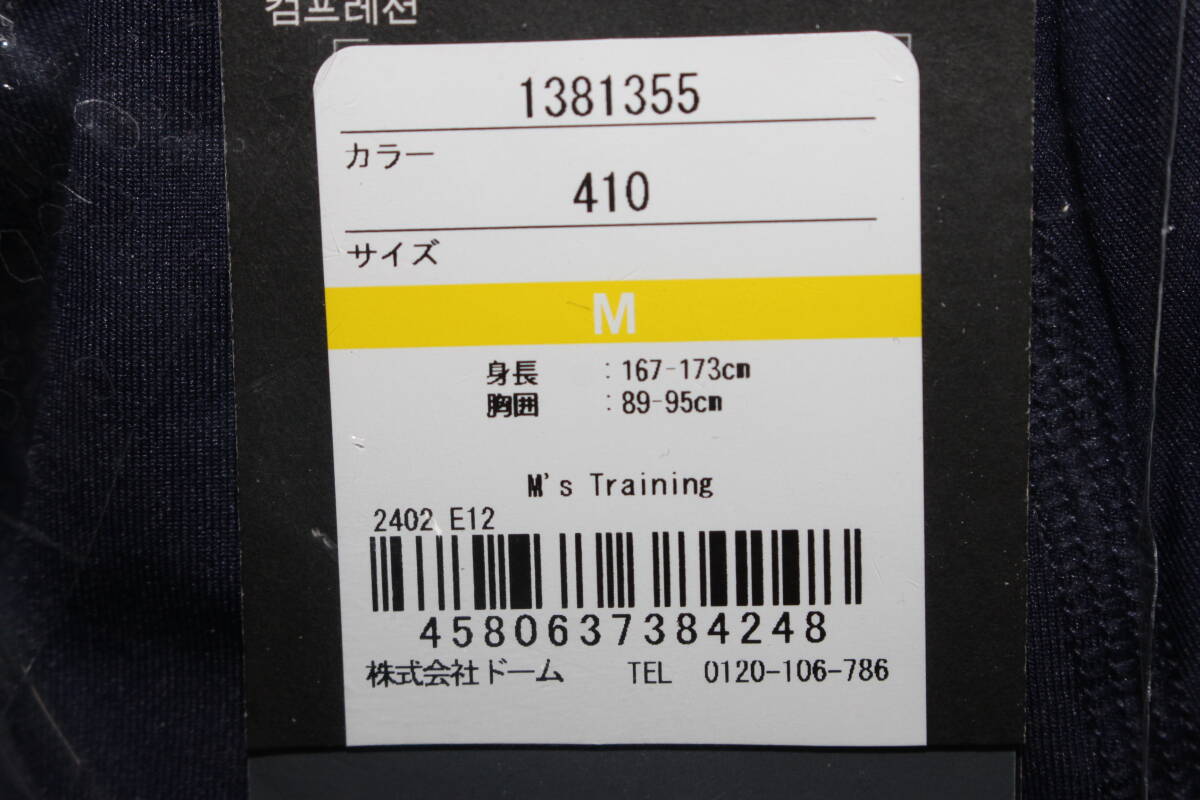 컴프레션
1381355
カラー
410
サイズ
M
身長 : 167-173cm
胸囲 : 89-95cm
M's Training
2402 E12
4580637384248
株式会社ドーム TEL 0120-106-786